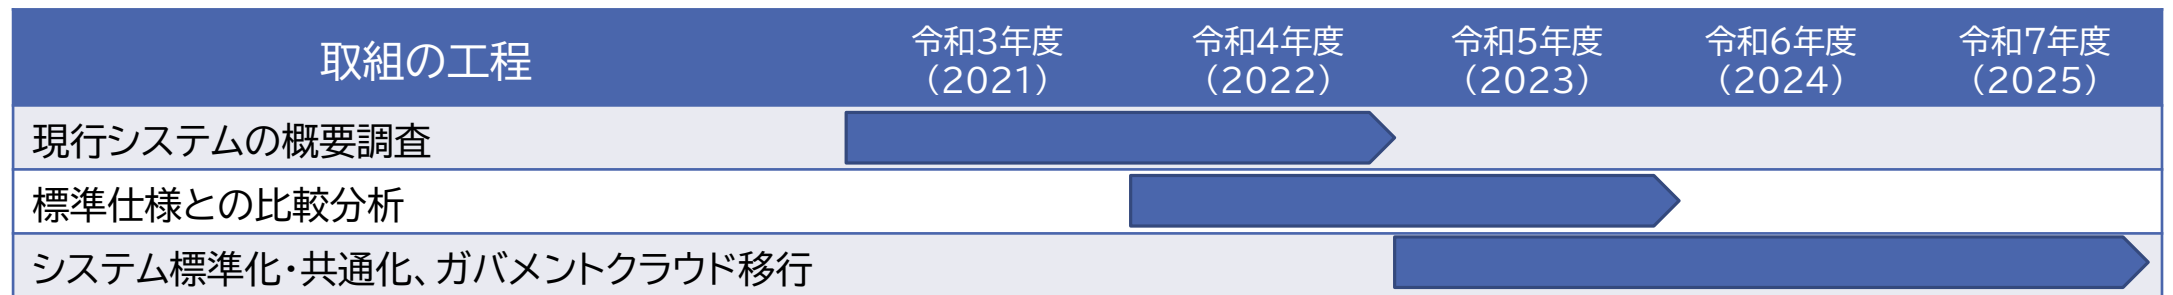 取組の工程
令和3年度
（2021）
令和4年度
（2022）
令和5年度
（2023）
令和6年度
（2024）
令和7年度
（2025）
現行システムの概要調査
標準仕様との比較分析
システム標準化・共通化、ガバメントクラウド移行